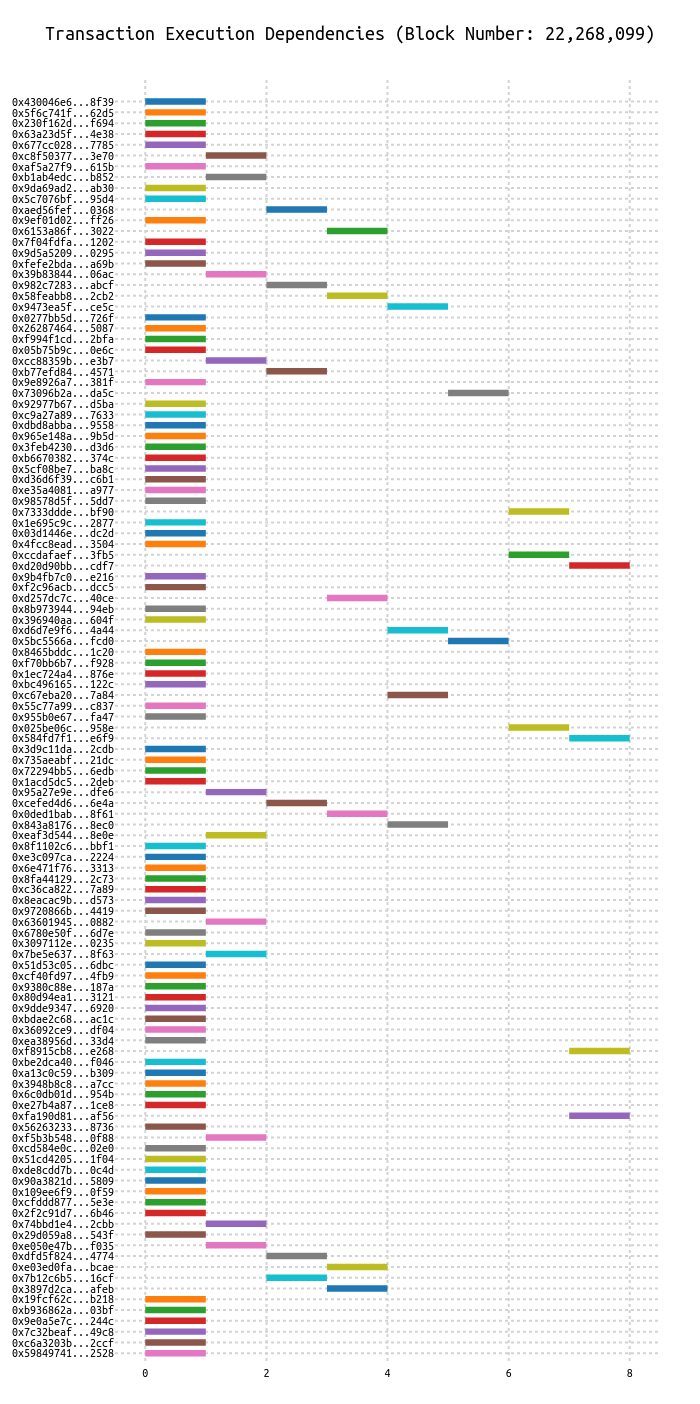 Transaction Execution Dependencies (Block Number: 22,268,099)
0x430046e6...8f39
0x5f6c741f...62d5
0x230f162d...f694
0x63a23d5f...4e38
0x677cc028...7785
0xc8f50377...3e70
0xaf5a27f9...615b
0xb1ab4edc...b852
0x9da69ad2...ab30
0x5c7076bf...95d4
0xaed56fef...0368
0x9ef01d02...ff26
0x6153a86f...3022
0x7f04fdfa...1202
0x9d5a5209...0295
0xfefe2bda...a69b
0x39b83844...06ac
0x982c7283...abcf
0x58feabb8...2cb2
0x9473ea5f...ce5c
0x0277bb5d...726f
0x26287464...5087
0xf994f1cd...2bfa
0x05b75b9c...0e6c
0xcc88359b...e3b7
0xb77efd84...4571
0x9e8926a7...381f
0x73096b2a...da5c
0x92977b67...d5ba
0xc9a27a89...7633
0xdbd8abba...9558
0x965e148a...9b5d
0x3feb4230...d3d6
0xb6670382...374c
0x5cf08be7...ba8c
0xd36d6f39...c6b1
0xe35a4081...a977
0x98578d5f...5dd7
0x7333ddde...bf90
0x1e695c9c...2877
0x03d1446e...dc2d
0x4fcc8ead...3504
0xccdafaef...3fb5
0xd20d90bb...cdf7
0x9b4fb7c0...e216
0xf2c96acb...dcc5
0xd257dc7c...40ce
0x8b973944...94eb
0x396940aa...604f
0xd6d7e9f6...4a44
0x5bc5566a...fcd0
0x8465bddc...1c20
0xf70bb6b7...f928
0x1ec724a4...876e
0xbc496165...122c
0xc67eba20...7a84
0x55c77a99...c837
0x955b0e67...fa47
0x025be06c...958e
0x584fd7f1...e6f9
0x3d9c11da...2cdb
0x735aeabf...21dc
0x72294bb5...6edb
0x1acd5dc5...2deb
0x95a27e9e...dfe6
0xcefed4d6...6e4a
0x0ded1bab...8f61
0x843a8176...8ec0
0xeaf3d544...8e0e
0x8f1102c6...bbf1
0xe3c097ca...2224
0x6e471f76...3313
0x8fa44129...2c73
0xc36ca822...7a89
0x8eacac9b...d573
0x9720866b...4419
0x63601945...0882
0x6780e50f...6d7e
0x3097112e...0235
0x7be5e637...8f63
0x51d53c05...6dbc
0xcf40fd97...4fb9
0x9380c88e...187a
0x80d94ea1...3121
0x9dde9347...6920
0xbdae2c68...ac1c
0x36092ce9...df04
0xea38956d...33d4
0xf8915cb8...e268
0xbe2dca40...f046
0xa13c0c59...b309
0x3948b8c8...a7cc
0x6c0db01d...954b
0xe27b4a87...1ce8
0xfa190d81...af56
0x56263233...8736
0xf5b3b548...0f88
0xcd584e0c...02e0
0x51cd4205...1f04
0xde8cdd7b...0c4d
0x90a3821d...5809
0x109ee6f9...0f59
0xcfddd877...5e3e
0x2f2c91d7...6b46
0x74bbd1e4...2cbb
0x29d059a8...543f
0xe050e47b...f035
0xdfd5f824...4774
0xe03ed0fa...bcae
0x7b12c6b5...16cf
0x3897d2ca...afeb
0x19fcf62c...b218
0xb936862a...03bf
0x9e0a5e7c...244c
0x7c32beaf...49c8
0xc6a3203b...2ccf
0x59849741...2528
0 2 4 6 8